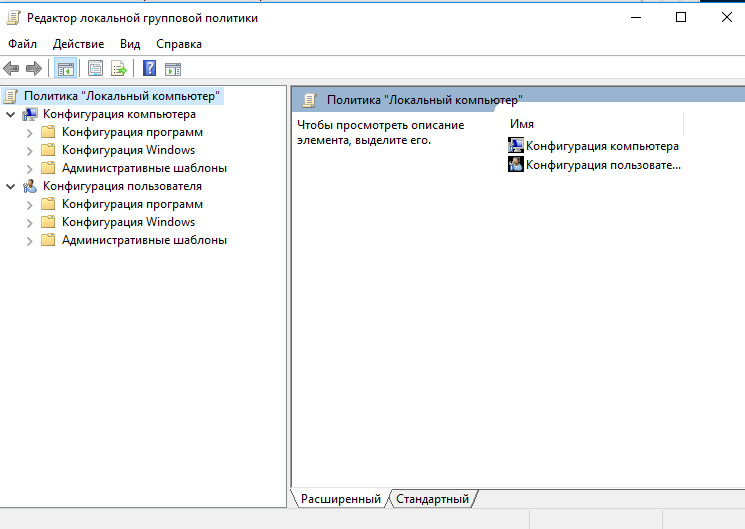 Редактор локальной групповой политики
Файл Действие Вид Справка
Политика "Локальный компьютер"
Конфигурация компьютера
Конфигурация программ
Конфигурация Windows
Административные шаблоны
Конфигурация пользователя
Конфигурация программ
Конфигурация Windows
Административные шаблоны
Политика "Локальный компьютер"
Чтобы просмотреть описание
элемента, выделите его.
Имя
Конфигурация компьютера
Конфигурация пользовате...
Расширенный Стандартный